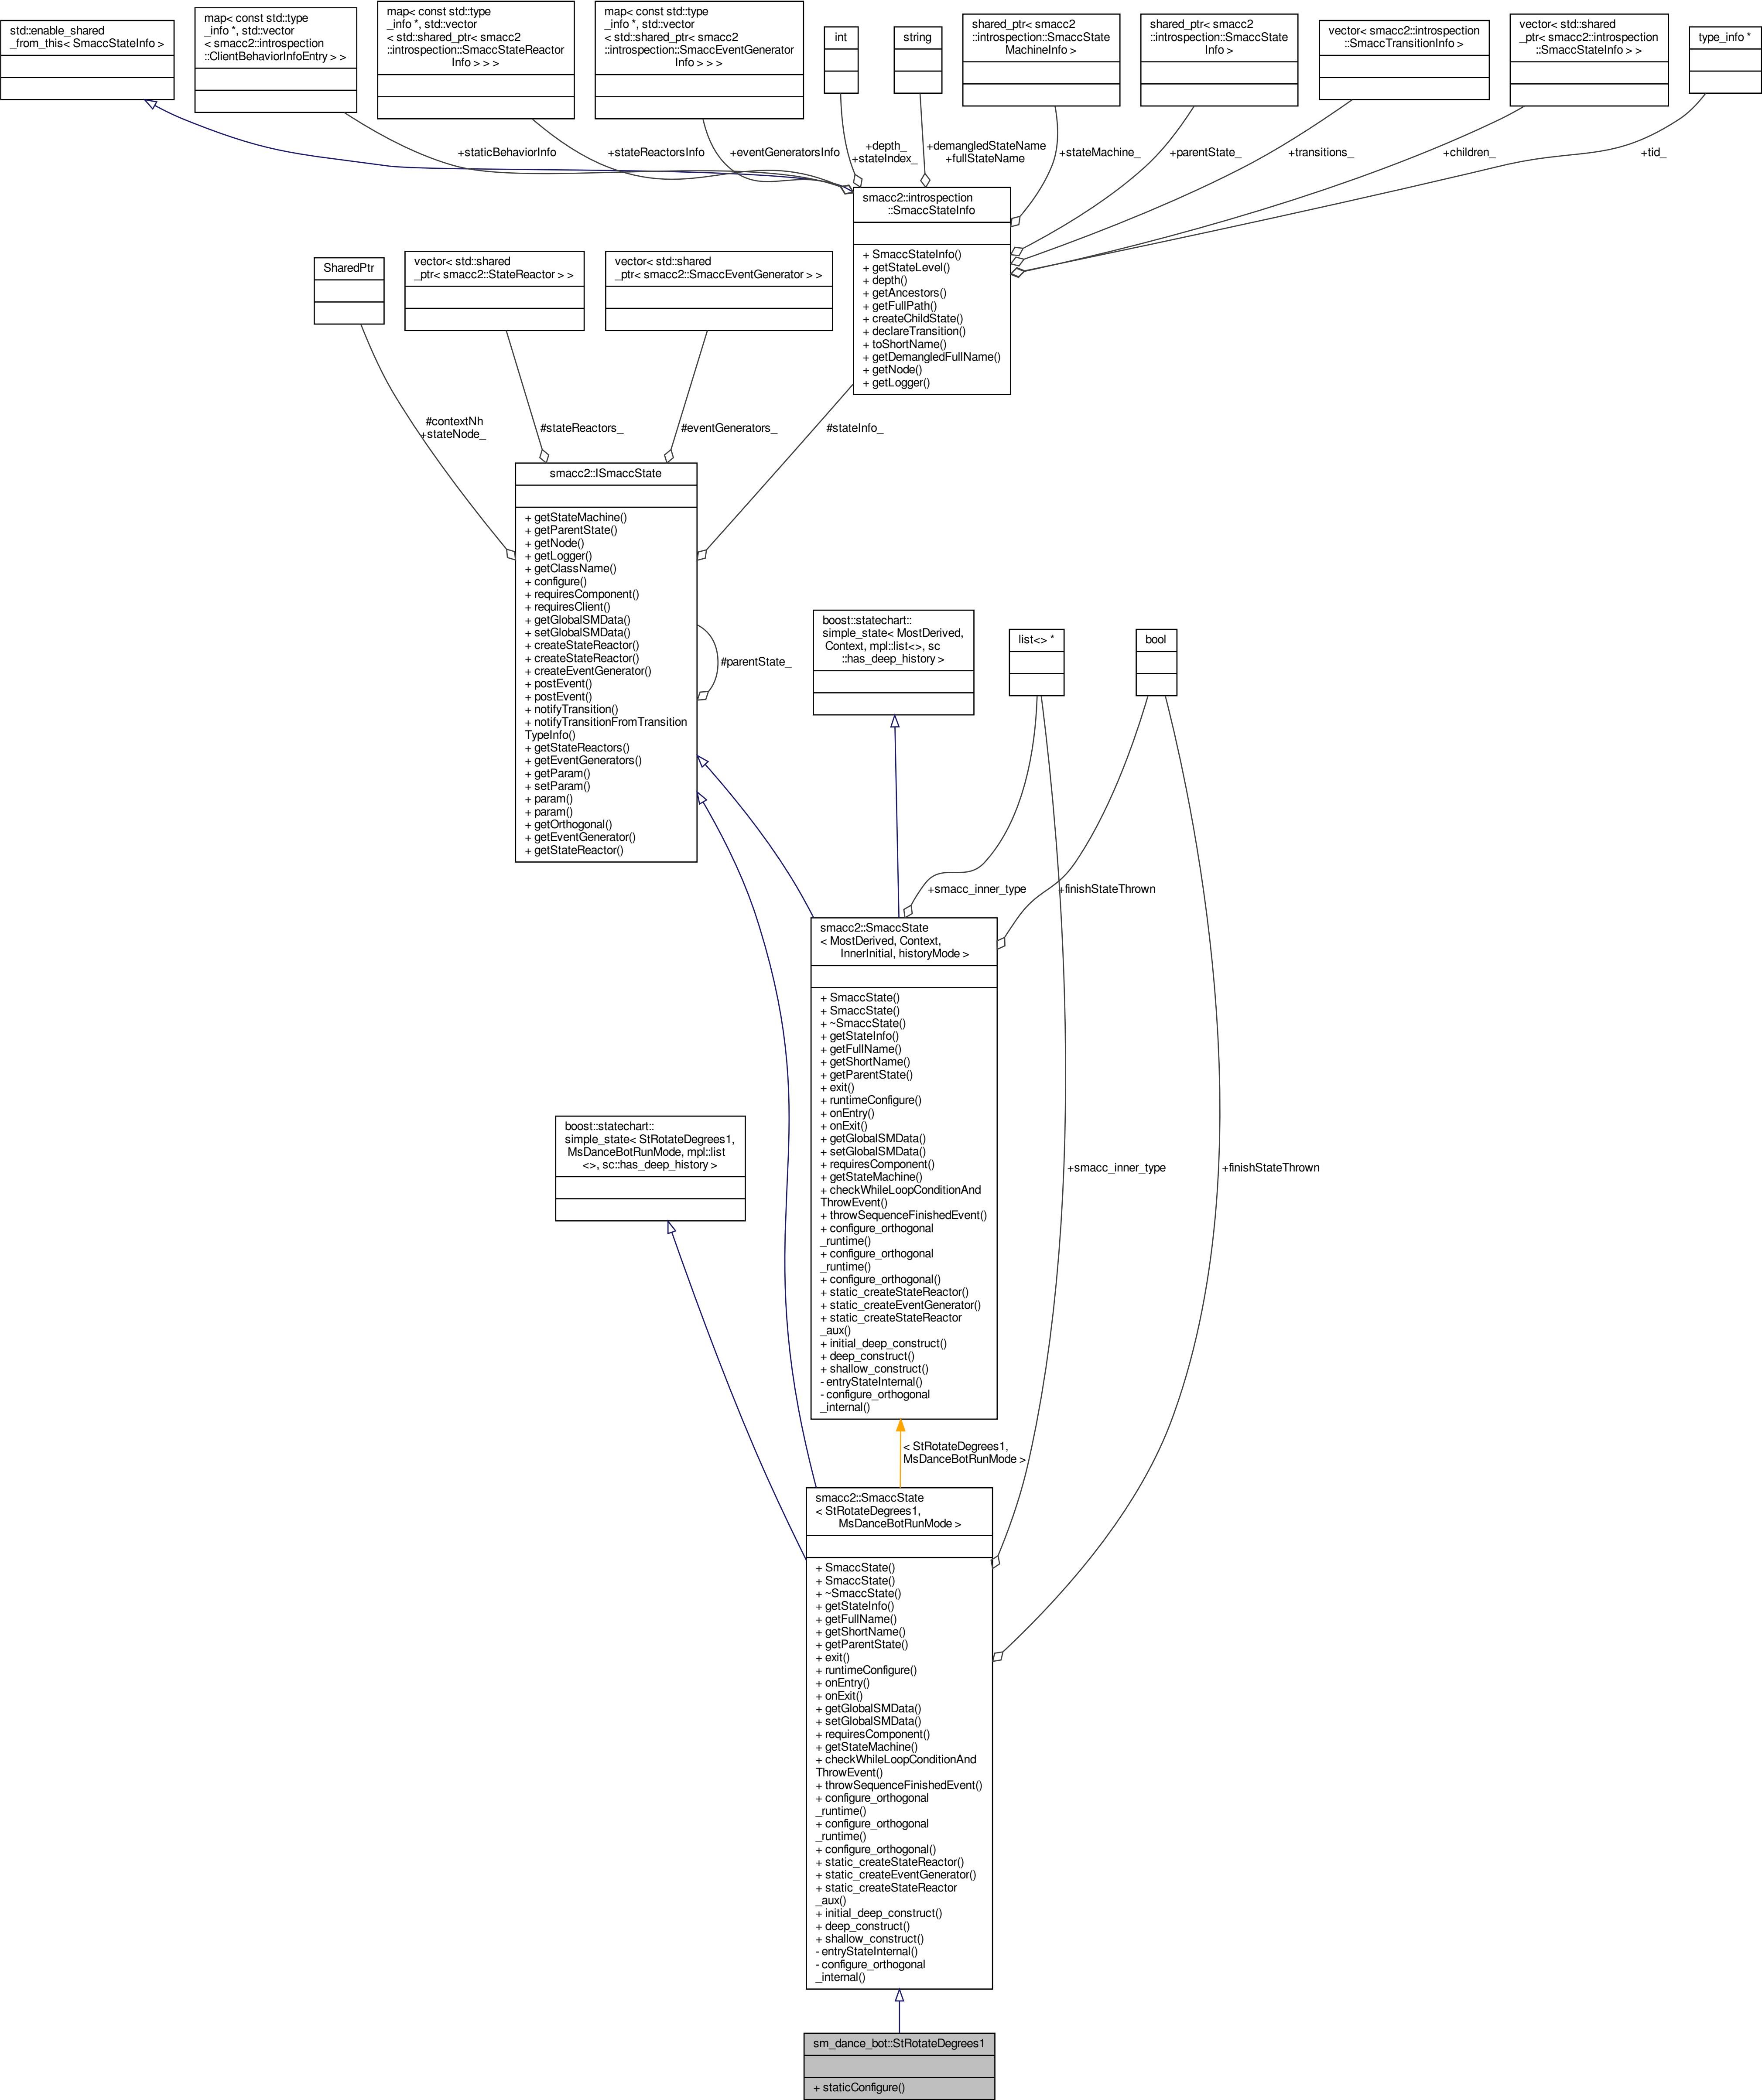 std::enable_shared
_from_this< SmaccStateInfo >
map< const std::type
_info *, std::vector
< smacc2::introspection
::ClientBehaviorInfoEntry > >
map< const std::type
_info *, std::vector
< std::shared_ptr< smacc2
::introspection::SmaccStateReactor
Info > > >
map< const std::type
_info *, std::vector
< std::shared_ptr< smacc2
::introspection::SmaccEventGenerator
Info > > >
int
string
shared_ptr< smacc2
::introspection::SmaccState
MachineInfo >
shared_ptr< smacc2
::introspection::SmaccState
Info >
vector< smacc2::introspection
::SmaccTransitionInfo >
vector< std::shared
_ptr< smacc2::introspection
::SmaccStateInfo > >
type_info *
+staticBehaviorInfo
+stateReactorsInfo
+eventGeneratorsInfo
+depth_
+stateIndex_
+demangledStateName
+fullStateName
+stateMachine_
+parentState_
+transitions_
+children_
+tid_
smacc2::introspection
::SmaccStateInfo
+ SmaccStateInfo()
+ getStateLevel()
+ depth()
+ getAncestors()
+ getFullPath()
+ createChildState()
+ declareTransition()
+ toShortName()
+ getDemangledFullName()
+ getNode()
+ getLogger()
SharedPtr
vector< std::shared
_ptr< smacc2::StateReactor > >
vector< std::shared
_ptr< smacc2::SmaccEventGenerator > >
#contextNh
+stateNode_
#stateReactors_
#eventGenerators_
#stateInfo_
smacc2::ISmaccState
+ getStateMachine()
+ getParentState()
+ getNode()
+ getLogger()
+ getClassName()
+ configure()
+ requiresComponent()
+ requiresClient()
+ getGlobalSMData()
+ setGlobalSMData()
+ createStateReactor()
+ createStateReactor()
+ createEventGenerator()
+ postEvent()
+ postEvent()
+ notifyTransition()
+ notifyTransitionFromTransition
TypeInfo()
+ getStateReactors()
+ getEventGenerators()
+ getParam()
+ setParam()
+ param()
+ param()
+ getOrthogonal()
+ getEventGenerator()
+ getStateReactor()
#parentState_
boost::statechart::
simple_state< MostDerived,
Context, mpl::list<>, sc
::has_deep_history >
list<> *
bool
+smacc_inner_type
+finishStateThrown
smacc2::SmaccState
< MostDerived, Context,
InnerInitial, historyMode >
+ SmaccState()
+ SmaccState()
+ ~SmaccState()
+ getStateInfo()
+ getFullName()
+ getShortName()
+ getParentState()
+ exit()
+ runtimeConfigure()
+ onEntry()
+ onExit()
+ getGlobalSMData()
+ setGlobalSMData()
+ requiresComponent()
+ getStateMachine()
+ checkWhileLoopConditionAnd
ThrowEvent()
+ throwSequenceFinishedEvent()
+ configure_orthogonal
_runtime()
+ configure_orthogonal
_runtime()
+ configure_orthogonal()
+ static_createStateReactor()
+ static_createEventGenerator()
+ static_createStateReactor
_aux()
+ initial_deep_construct()
+ deep_construct()
+ shallow_construct()
- entryStateInternal()
- configure_orthogonal
_internal()
boost::statechart::
simple_state< StRotateDegrees1,
MsDanceBotRunMode, mpl::list
<>, sc::has_deep_history >
+smacc_inner_type
+finishStateThrown
< StRotateDegrees1,
MsDanceBotRunMode >
smacc2::SmaccState
< StRotateDegrees1,
MsDanceBotRunMode >
+ SmaccState()
+ SmaccState()
+ ~SmaccState()
+ getStateInfo()
+ getFullName()
+ getShortName()
+ getParentState()
+ exit()
+ runtimeConfigure()
+ onEntry()
+ onExit()
+ getGlobalSMData()
+ setGlobalSMData()
+ requiresComponent()
+ getStateMachine()
+ checkWhileLoopConditionAnd
ThrowEvent()
+ throwSequenceFinishedEvent()
+ configure_orthogonal
_runtime()
+ configure_orthogonal
_runtime()
+ configure_orthogonal()
+ static_createStateReactor()
+ static_createEventGenerator()
+ static_createStateReactor
_aux()
+ initial_deep_construct()
+ deep_construct()
+ shallow_construct()
- entryStateInternal()
- configure_orthogonal
_internal()
sm_dance_bot::StRotateDegrees1
+ staticConfigure()